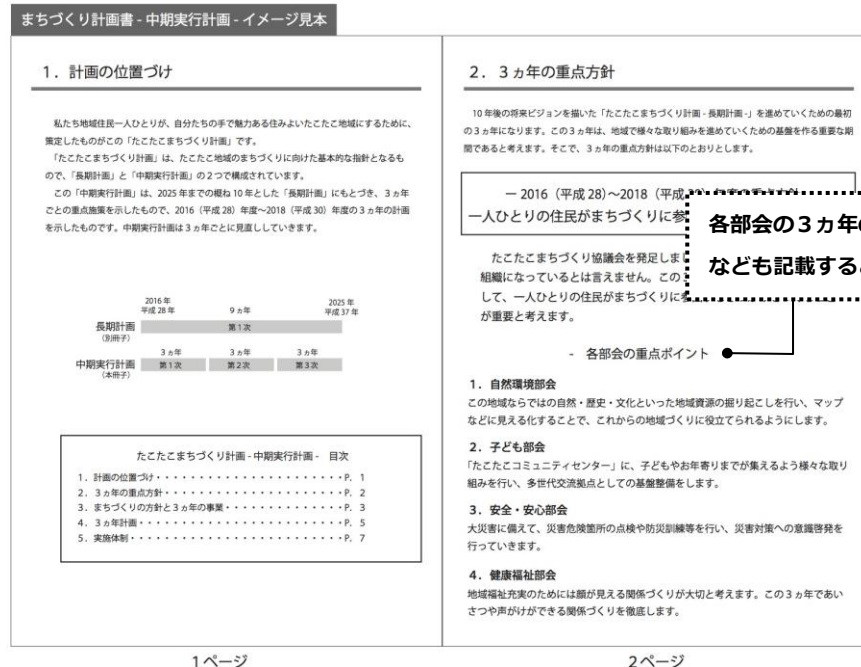 まちづくり計画書 - 中期実行計画 - イメージ見本
1．計画の位置づけ
私たち地域住民一人ひとりが、自分たちの手で魅力ある住みよいたこたこ地域にするために、
策定したものがこの「たこたこまちづくり計画」です。
「たこたこまちづくり計画」は、たこたこ地域のまちづくりに向けた基本的な指針となるも
ので、「長期計画」と「中期実行計画」の２つで構成されています。
この「中期実行計画」は、2025 年までの概ね 10 年とした「長期計画」にもとづき、３ヵ年
ごとの重点施策を示したもので、2016（平成 28）年度～2018（平成 30）年度の３ヵ年の計画
を示したものです。中期実行計画は３ヵ年ごとに見直ししていきます。
2016 年 2025 年
平成 28 年 9 ヵ年 平成 37 年
長期計画 第１次
（別冊子）
3 ヵ年 3 ヵ年 3 ヵ年
中期実行計画 第１次 第２次 第３次
（本冊子）
たこたこまちづくり計画 - 中期実行計画 - 目次
1．計画の位置づけ・・・・・・・・・・・・・・・・・・・・・・・P. 1
2．３ヵ年の重点方針・・・・・・・・・・・・・・・・・・・・・・P. 2
3．まちづくりの方針と３ヵ年の事業・・・・・・・・・・・・・・・P. 3
4．３ヵ年計画・・・・・・・・・・・・・・・・・・・・・・・・・P. 5
5．実施体制・・・・・・・・・・・・・・・・・・・・・・・・・・P. 7
1ページ
2．３ヵ年の重点方針
10 年後の将来ビジョンを描いた「たこたこまちづくり計画 - 長期計画 -」を進めていくための最初
の３ヵ年になります。この３ヵ年は、地域で様々な取り組みを進めていくための基盤を作る重要な期
間であると考えます。そこで、３ヵ年の重点方針は以下のとおりとします。
― 2016（平成 28）～2018（平成
一人ひとりの住民がまちづくりに参
各部会の３ヵ年の
なども記載する
たこたこまちづくり協議会を発足しまし
組織になっているとは言えません。この
して、一人ひとりの住民がまちづくりに参
が重要と考えます。
- 各部会の重点ポイント
1．自然環境部会
この地域ならではの自然・歴史・文化といった地域資源の掘り起こしを行い、マップ
などに見える化することで、これからの地域づくりに役立てられるようにします。
2．子ども部会
「たこたこコミュニティセンター」に、子どもやお年寄りまでが集えるよう様々な取り
組みを行い、多世代交流拠点としての基盤整備をします。
3．安全・安心部会
大災害に備えて、災害危険箇所の点検や防災訓練等を行い、災害対策への意識啓発を
行っていきます。
4．健康福祉部会
地域福祉充実のためには顔が見える関係づくりが大切と考えます。この３ヵ年であい
さつや声がけができる関係づくりを徹底します。
2ページ